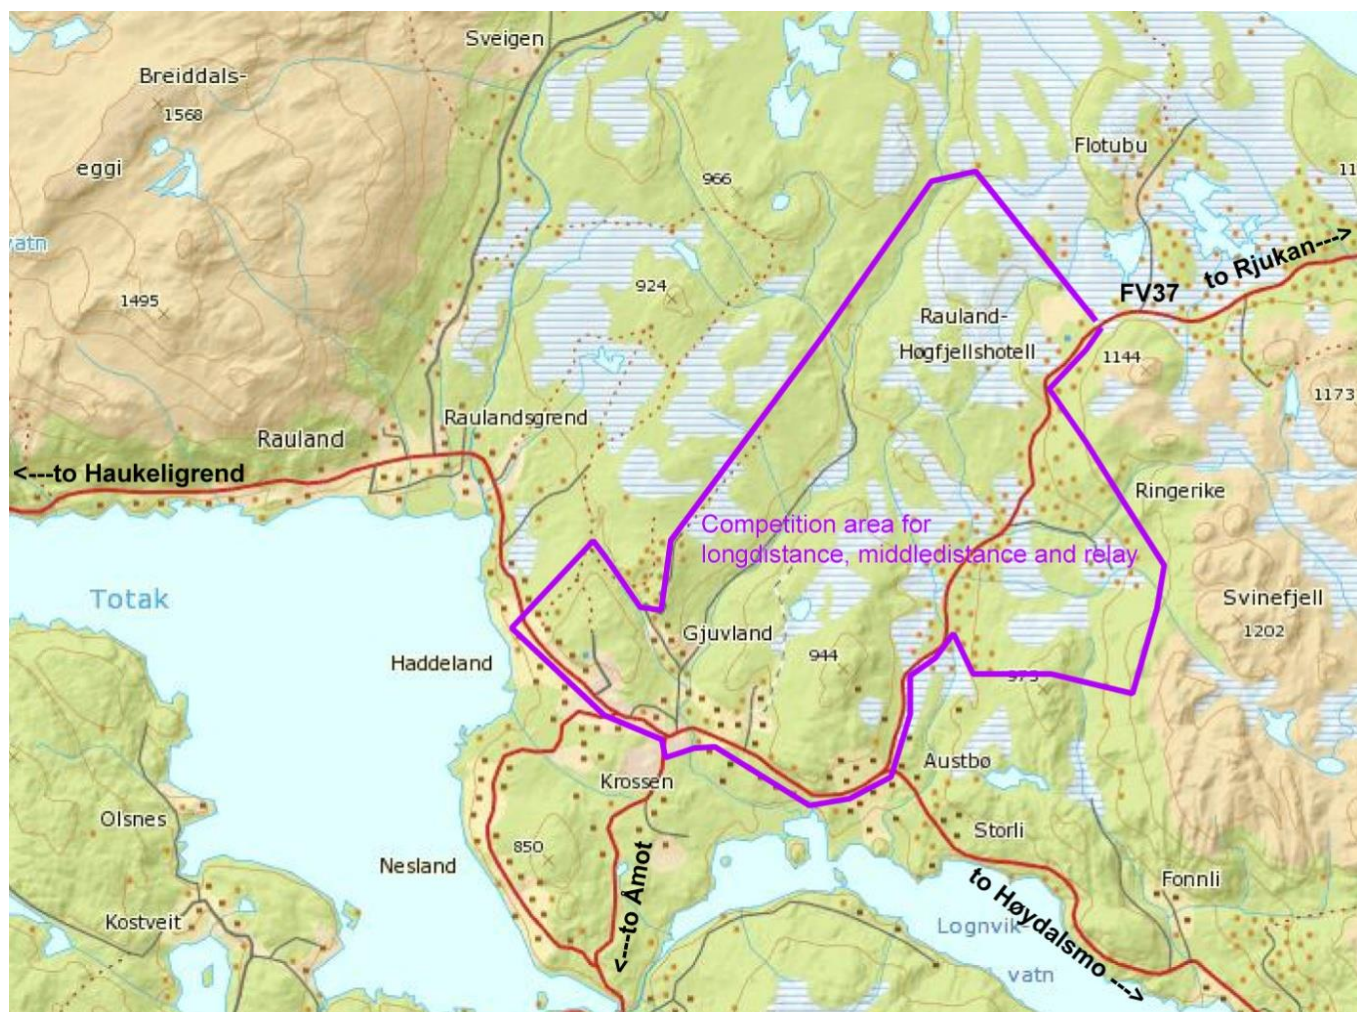 Sveigen
Breiddals-
1568
eggi
Flotubu
966
11
vatn
to Rjukan--->
1495
924
FV37
Rauland-
Høgfjellshotell
1144
1173
Raulandsgrend
Rauland
<---to Haukeligrend
Ringerike
Competition area for
longdistance, middledistance and relay
Totak
Svinefjell
1202
Gjuvland
944
Haddeland
975
Austbø
Krossen
Olsnes
Storli
850
Nesland
<---to Åmot
to Høydalsmo --->
Fonnli
Kostveit
Lognvik-
vatn